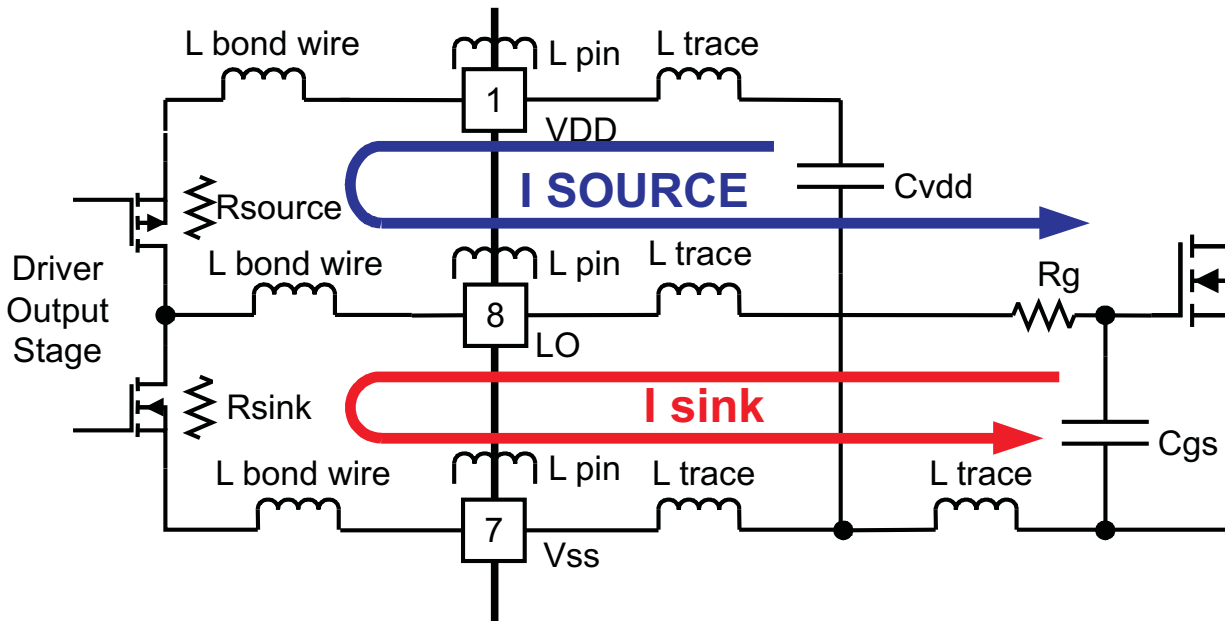 L bond wire
L pin
L trace
1
VDD
I SOURCE
Cvdd
Rsource
L bond wire
L pin
L trace
Driver
Output
Stage
8
LO
Rg
Rsink
I sink
Cgs
L bond wire
L pin
L trace
L trace
7
Vss